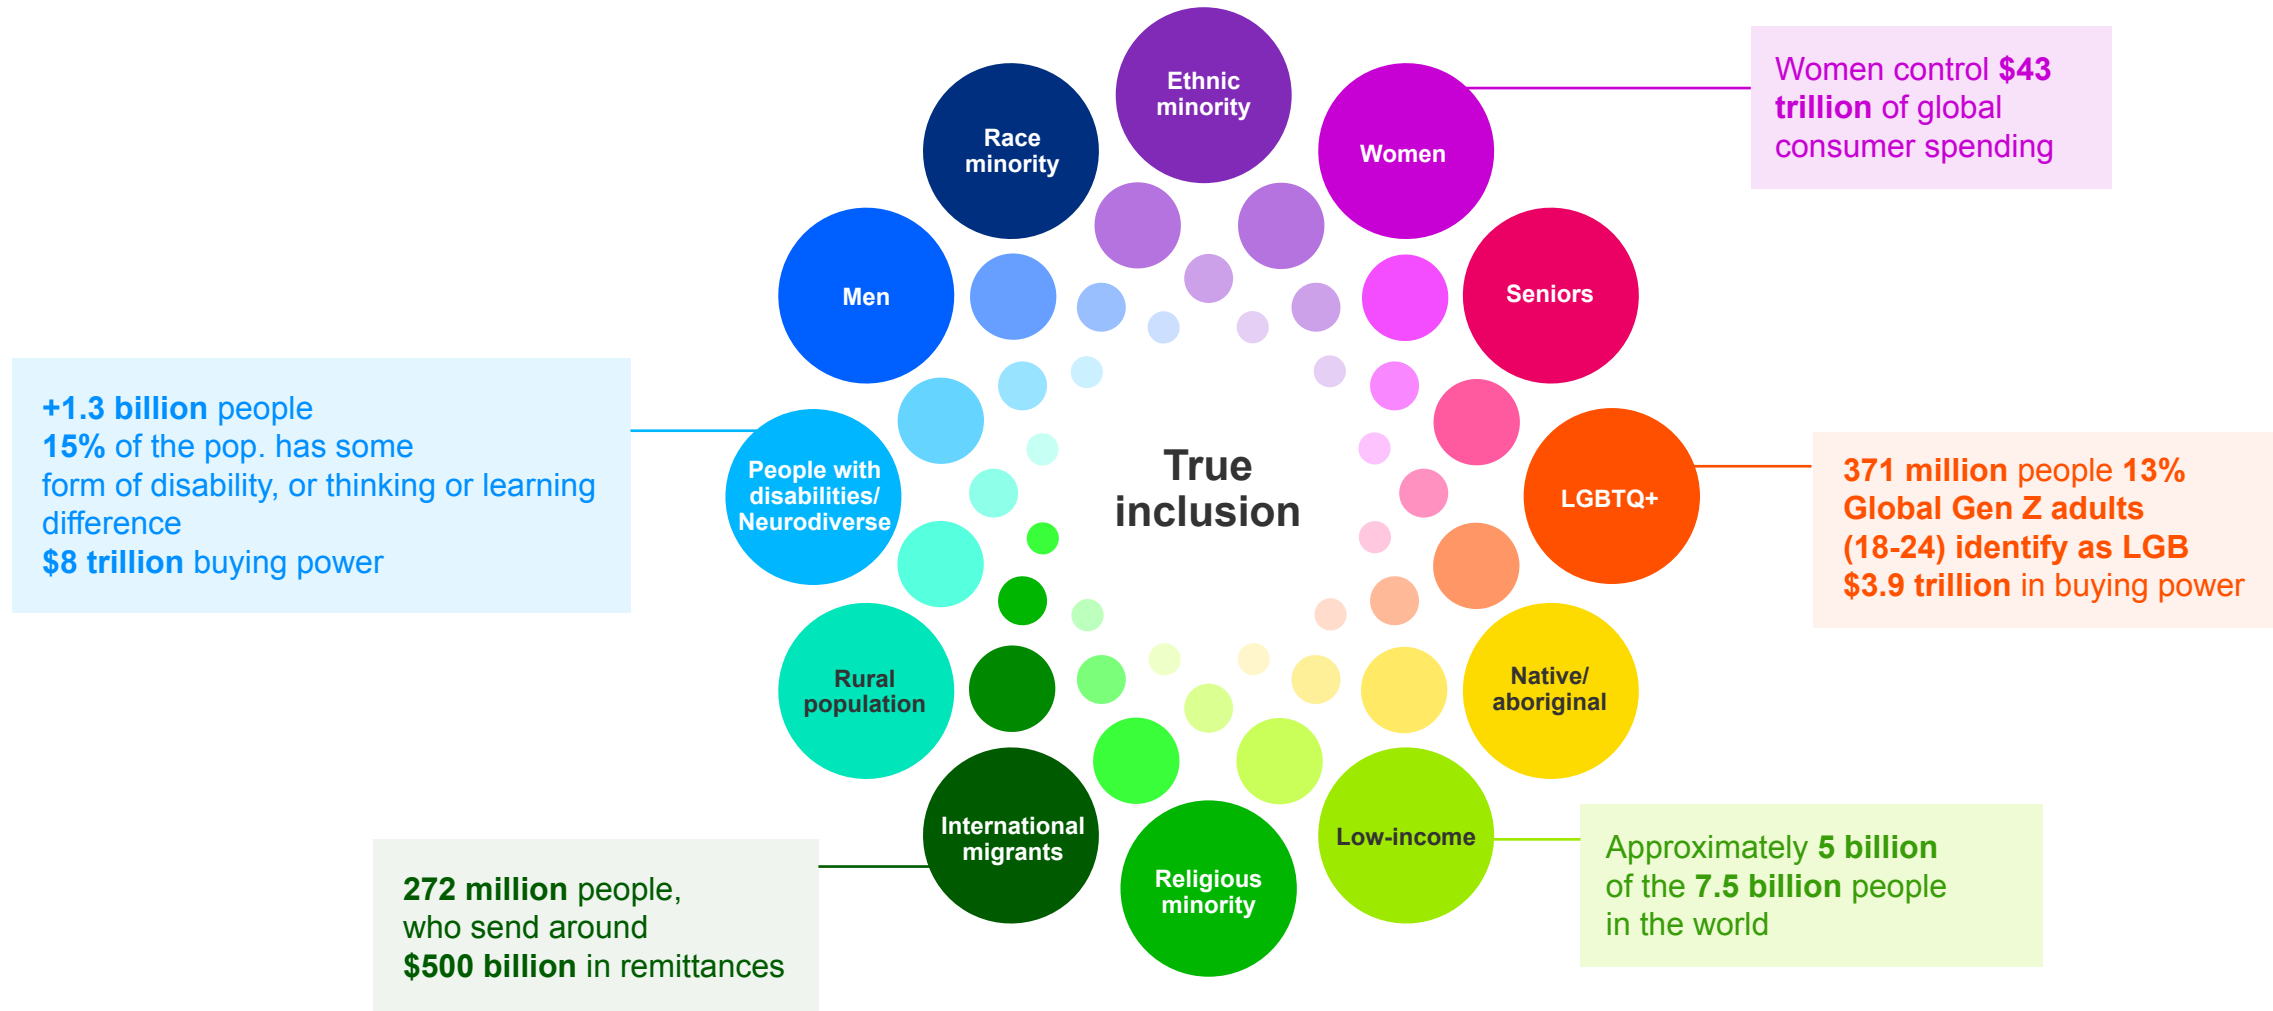 Ethnic
minority
Women control $43
trillion of global
consumer spending
Race
minority
Women
Men
Seniors
+1.3 billion people
15% of the pop. has some
form of disability, or thinking or learning
difference
$8 trillion buying power
People with
disabilities/
Neurodiverse
True
inclusion
LGBTQ+
371 million people 13%
Global Gen Z adults
(18-24) identify as LGB
$3.9 trillion in buying power
Rural
population
Native/
aboriginal
International
migrants
Low-income
Approximately 5 billion
of the 7.5 billion people
in the world
272 million people,
who send around
$500 billion in remittances
Religious
minority